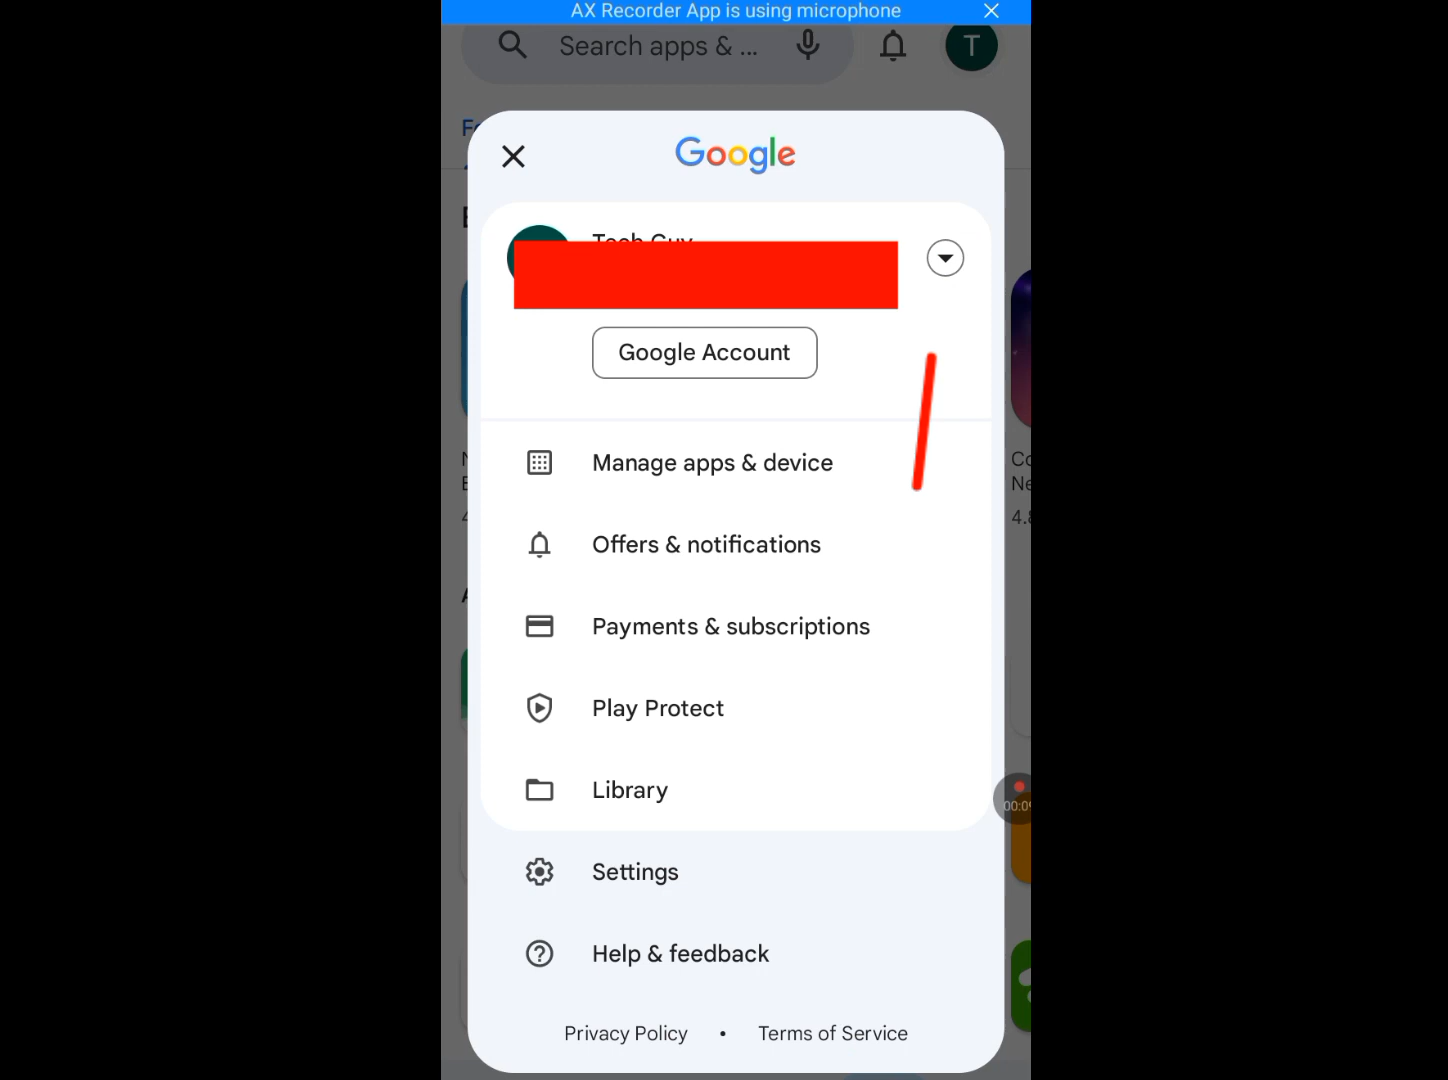 AX Recorder App is using microphone
Search apps & ...
T
Google
Tech Guy
Google Account
Manage apps & device
Offers & notifications
Payments & subscriptions
Play Protect
Library
Settings
Help & feedback
Privacy Policy • Terms of Service